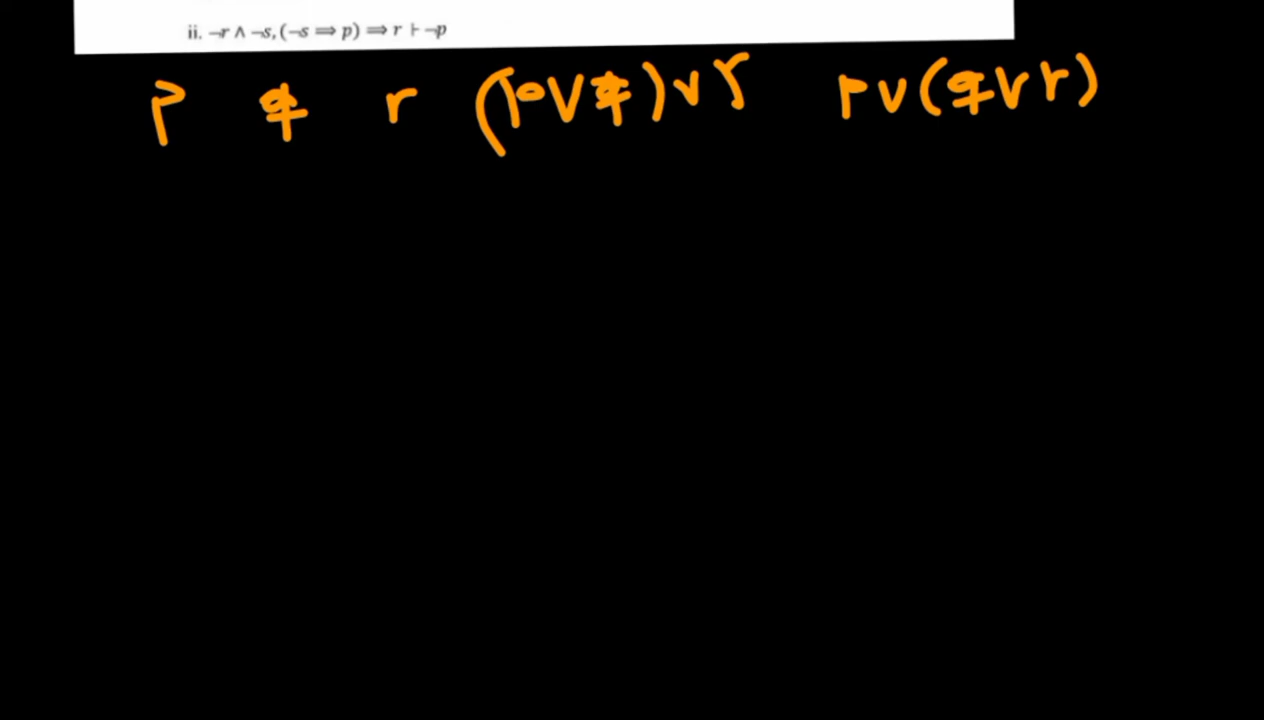 ii. ¬r ∧ ¬s, (¬s ⟹ p) ⟹ r ⊢ ¬p
p q r (p∨q)∨r p∨(q∨r)